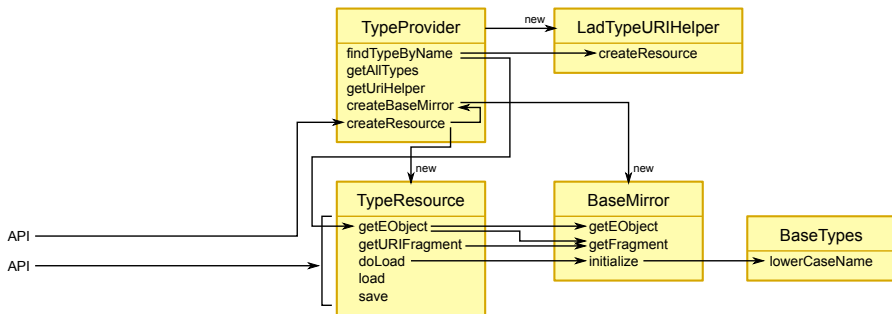 TypeProvider
findTypeByName
getAllTypes
getUriHelper
createBaseMirror
createResource
new
LadTypeURIHelper
createResource
new
new
TypeResource
getEObject
getURIFragment
doLoad
load
save
BaseMirror
getEObject
getFragment
initialize
BaseTypes
lowerCaseName
API
API